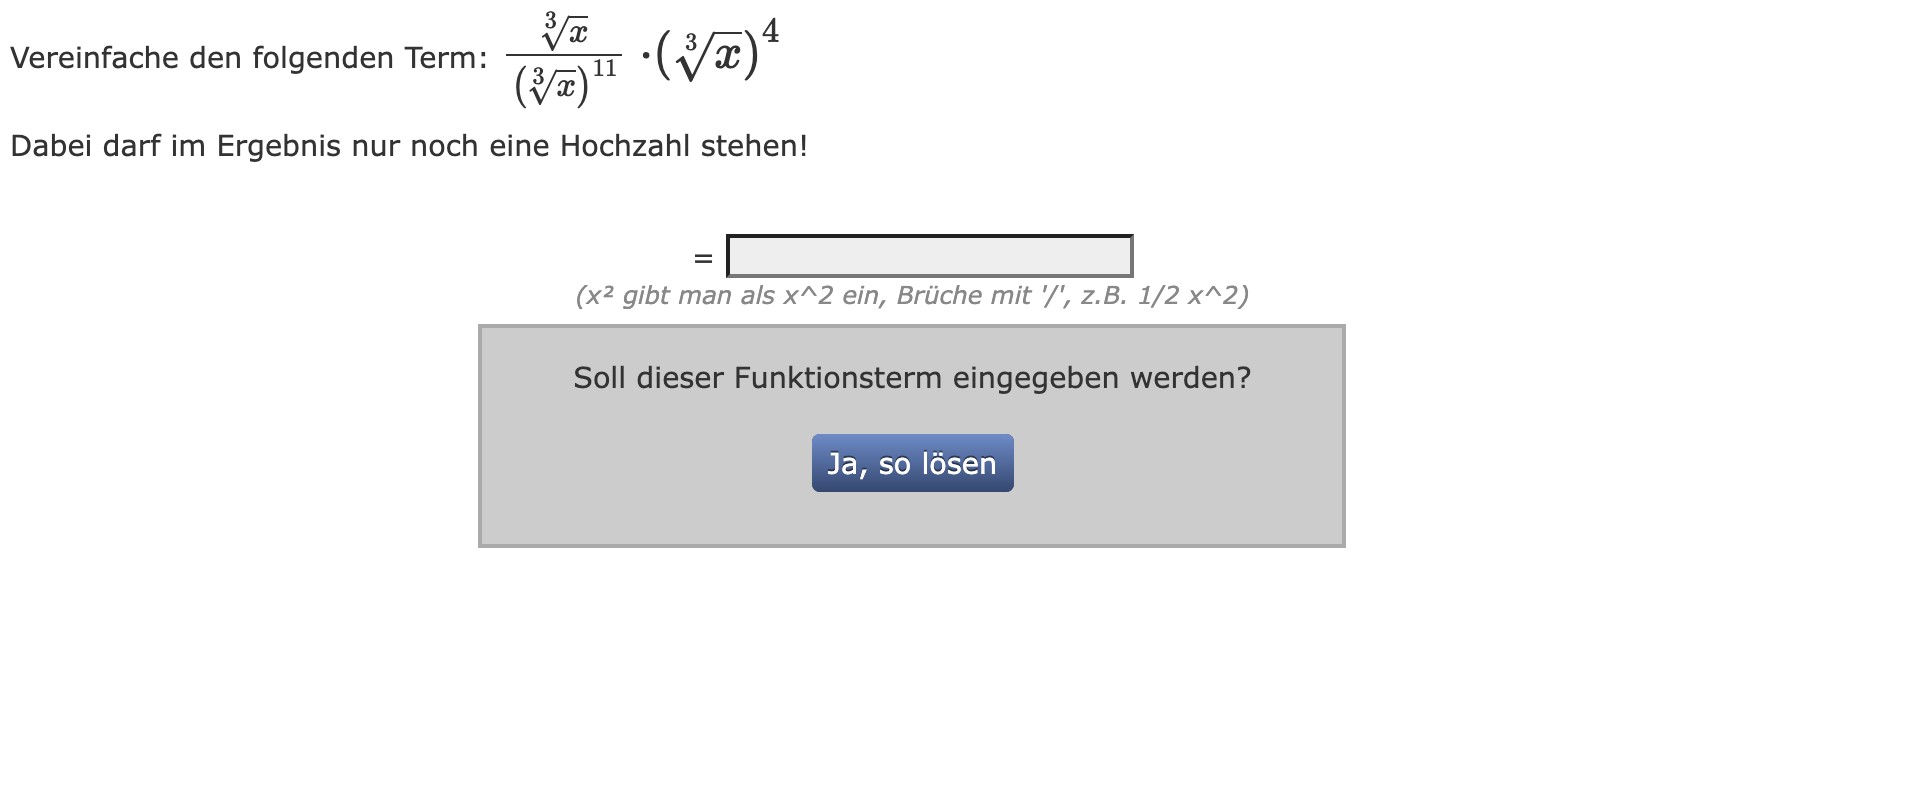 Vereinfache den folgenden Term: \frac{\sqrt[3]{x}}{(\sqrt[3]{x})^{11}} \cdot (\sqrt[3]{x})^4
Dabei darf im Ergebnis nur noch eine Hochzahl stehen!
=
(x² gibt man als x^2 ein, Brüche mit '/', z.B. 1/2 x^2)
Soll dieser Funktionsterm eingegeben werden?
Ja, so lösen